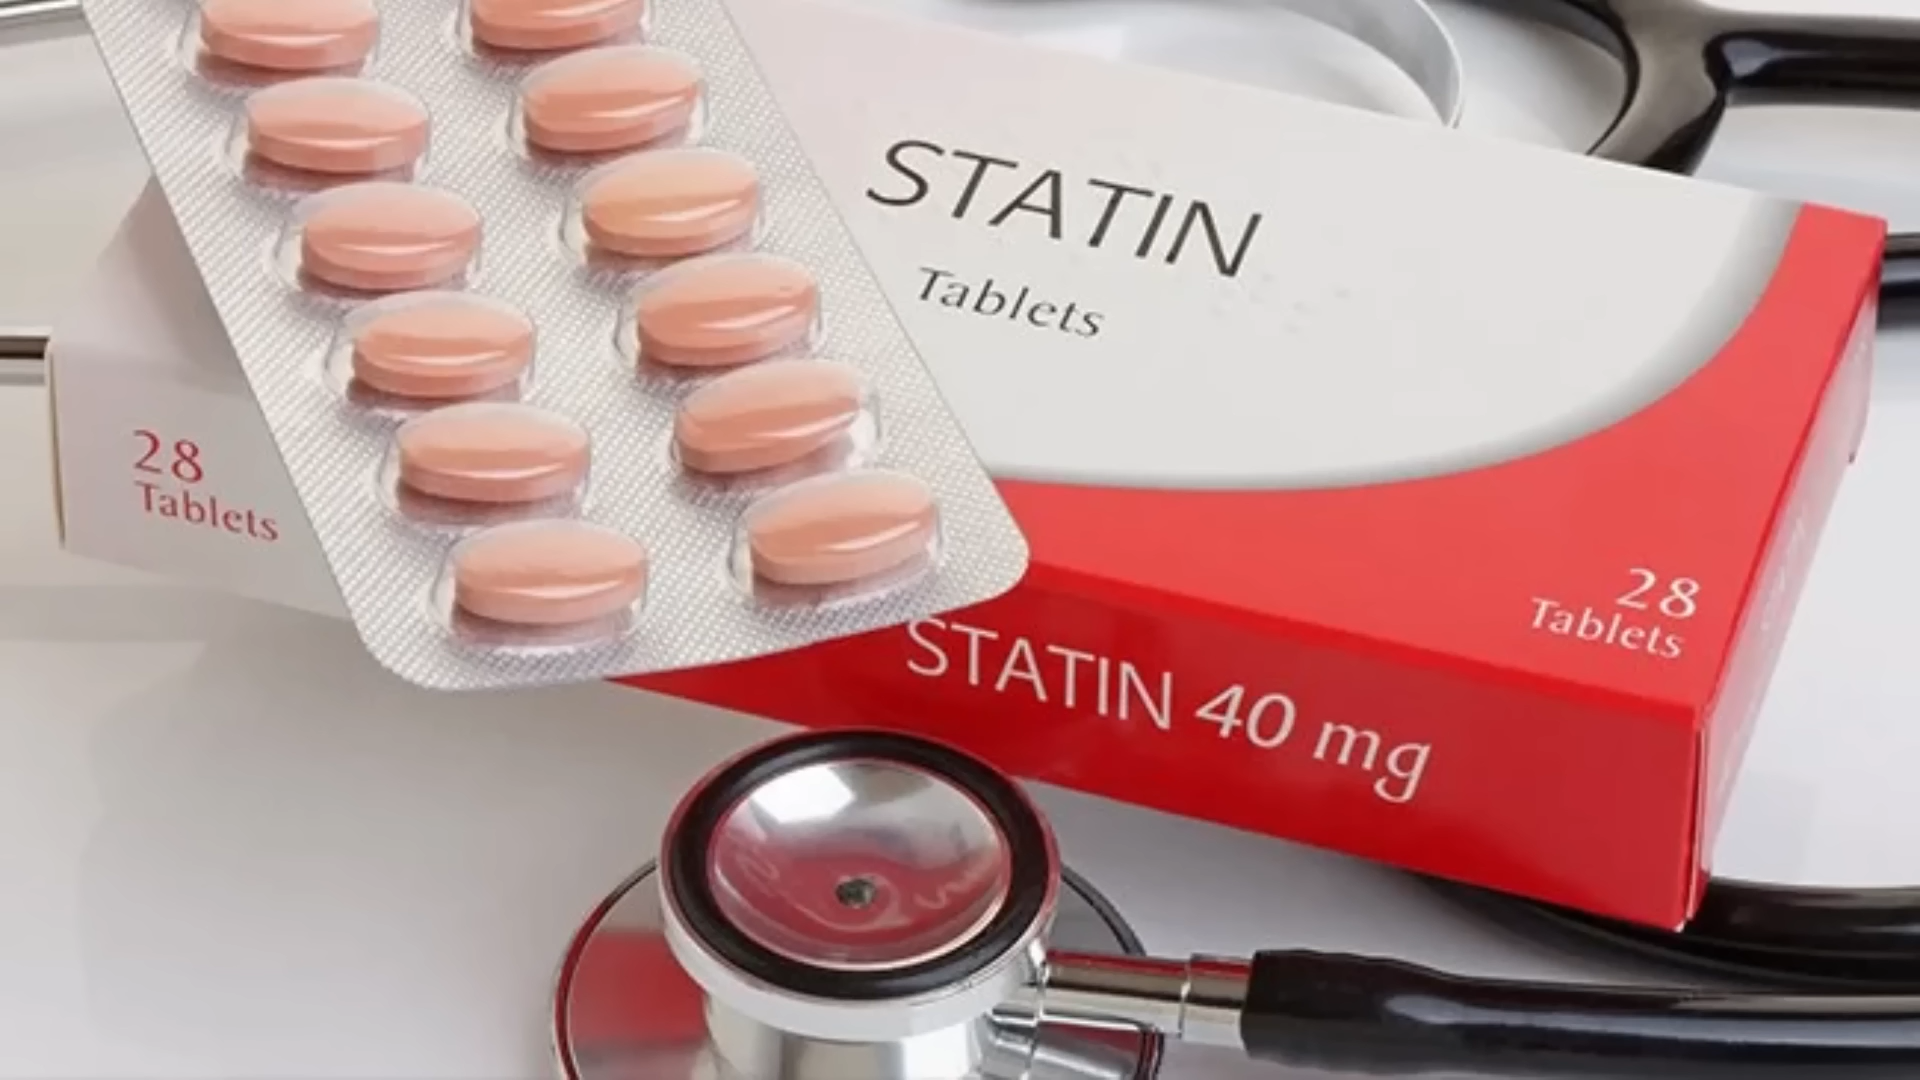 STATIN
Tablets
28
Tablets
28
Tablets
STATIN 40 mg